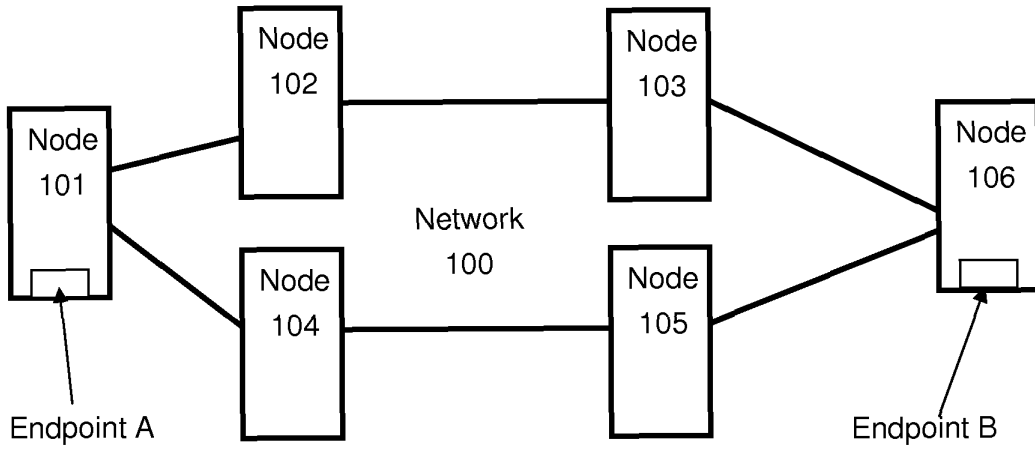 Node
102
Node
103
Node
101
Node
106
Network
100
Node
104
Node
105
Endpoint A
Endpoint B